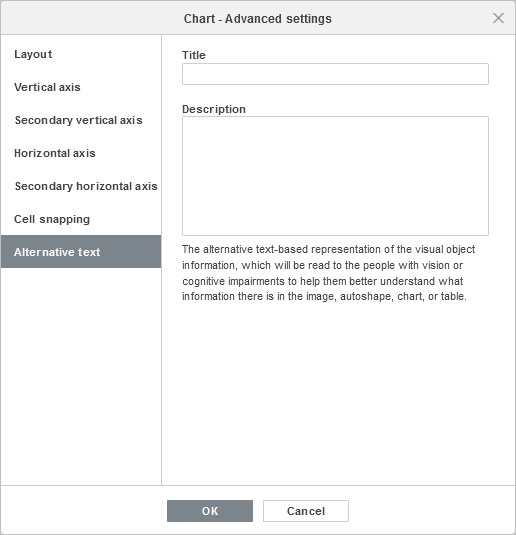 Chart - Advanced settings
Layout
Vertical axis
Secondary vertical axis
Horizontal axis
Secondary horizontal axis
Cell snapping
Alternative text
Title
Description
The alternative text-based representation of the visual object
information, which will be read to the people with vision or
cognitive impairments to help them better understand what
information there is in the image, autoshape, chart, or table.
OK
Cancel